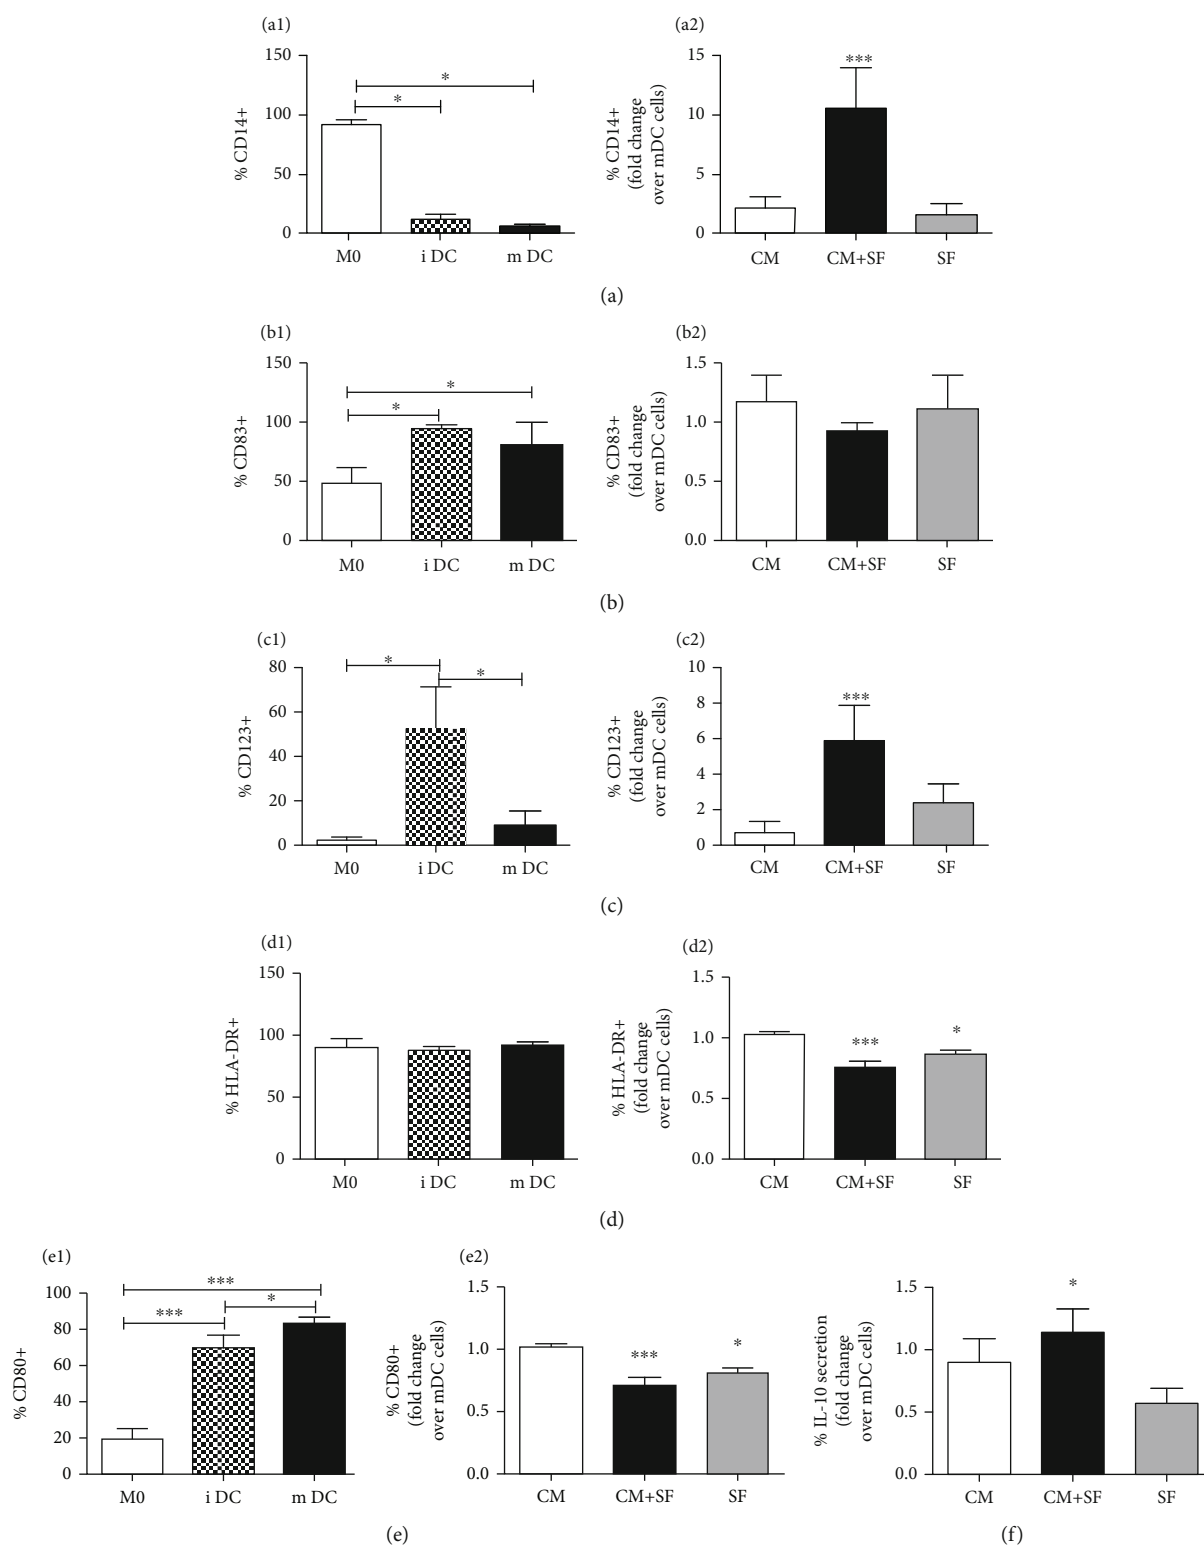 (a1)
% CD14+
150
100
50
0
*
*
M0 i DC m DC
(a2)
% CD14+
(fold change
over mDC cells)
15
10
5
0
***
CM CM+SF SF
(a)
(b1)
% CD83+
150
100
50
0
*
*
M0 i DC m DC
(b2)
% CD83+
(fold change
over mDC cells)
1.5
1.0
0.5
0.0
CM CM+SF SF
(b)
(c1)
% CD123+
80
60
40
20
0
*
*
M0 i DC m DC
(c2)
% CD123+
(fold change
over mDC cells)
10
8
6
4
2
0
***
CM CM+SF SF
(c)
(d1)
% HLA-DR+
150
100
50
0
M0 i DC m DC
(d2)
% HLA-DR+
(fold change
over mDC cells)
1.5
1.0
0.5
0.0
***
*
CM CM+SF SF
(d)
(e1)
% CD80+
100
80
60
40
20
0
***
***
*
M0 i DC m DC
(e2)
% CD80+
(fold change
over mDC cells)
1.5
1.0
0.5
0.0
***
*
CM CM+SF SF
(e)
% IL-10 secretion
(fold change
over mDC cells)
1.5
1.0
0.5
0.0
*
CM CM+SF SF
(f)